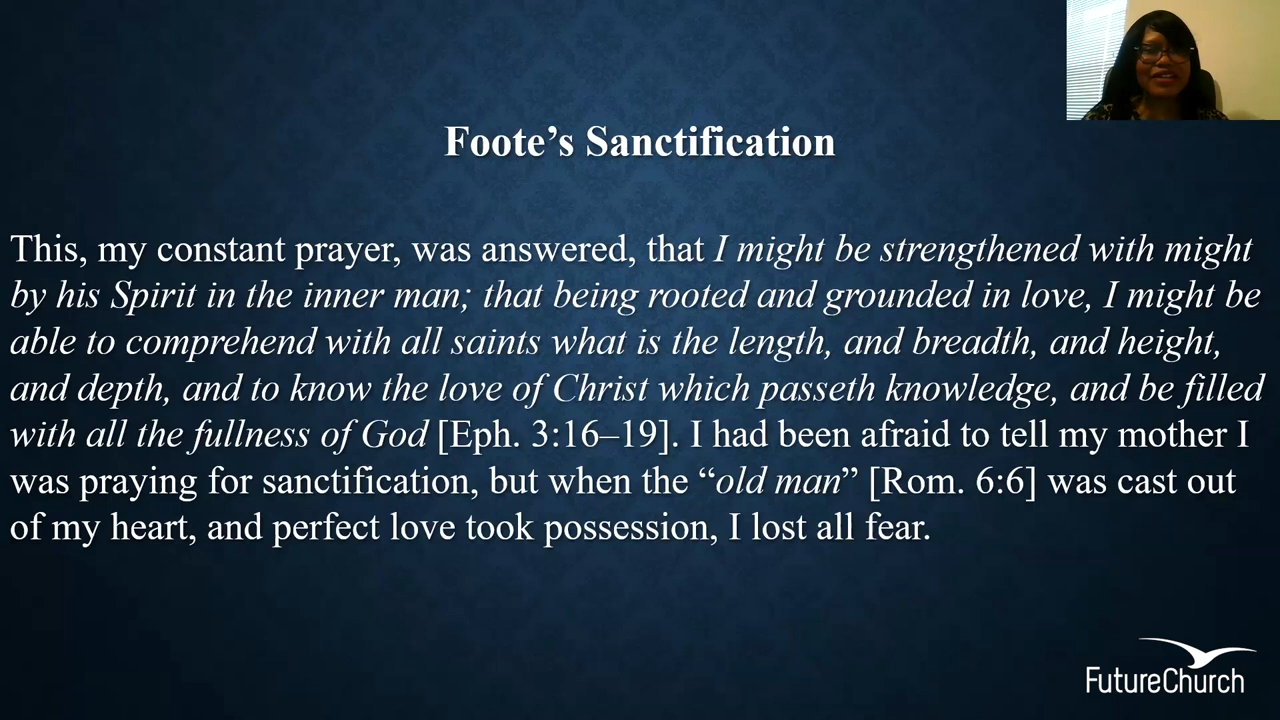 Foote’s Sanctification
This, my constant prayer, was answered, that I might be strengthened with might
by his Spirit in the inner man; that being rooted and grounded in love, I might be
able to comprehend with all saints what is the length, and breadth, and height,
and depth, and to know the love of Christ which passeth knowledge, and be filled
with all the fullness of God [Eph. 3:16–19]. I had been afraid to tell my mother I
was praying for sanctification, but when the “old man” [Rom. 6:6] was cast out
of my heart, and perfect love took possession, I lost all fear.
FutureChurch